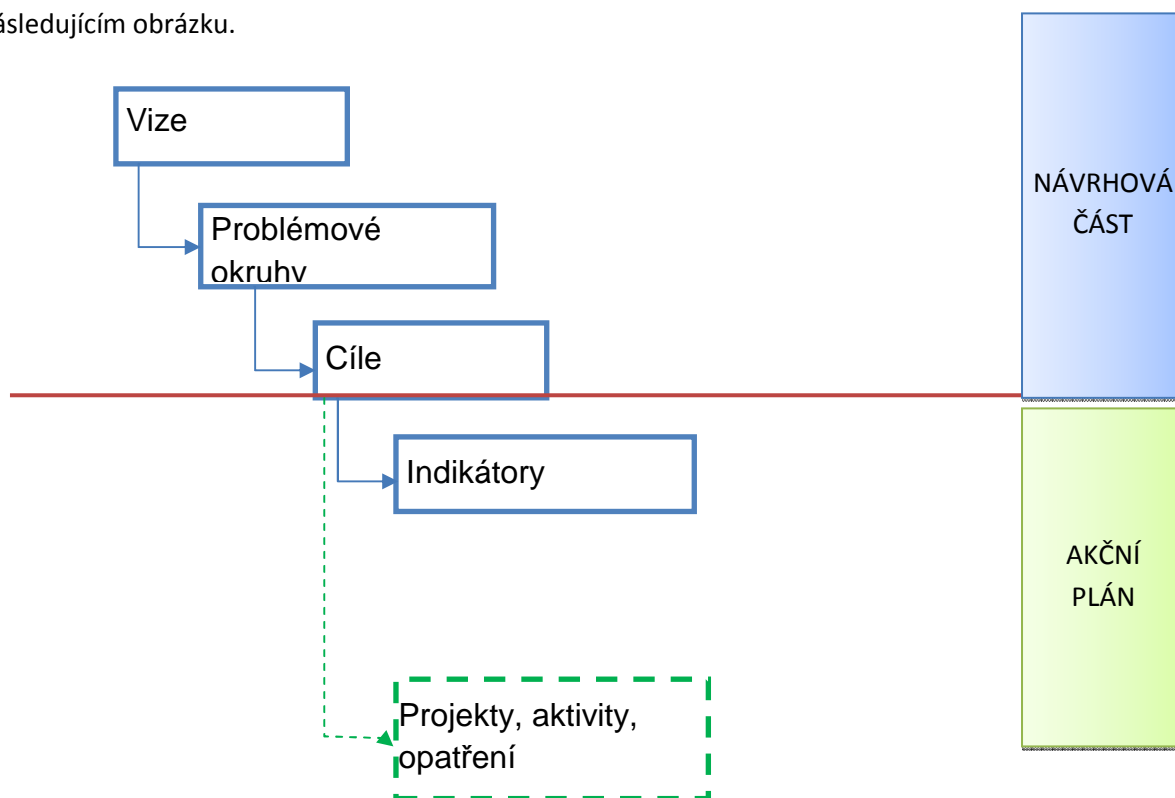 ásledujícím obrázku.
Vize
Problémové
okruhy
Cíle
Indikátory
Projekty, aktivity,
opatření
NÁVRHOVÁ
ČÁST
AKČNÍ
PLÁN